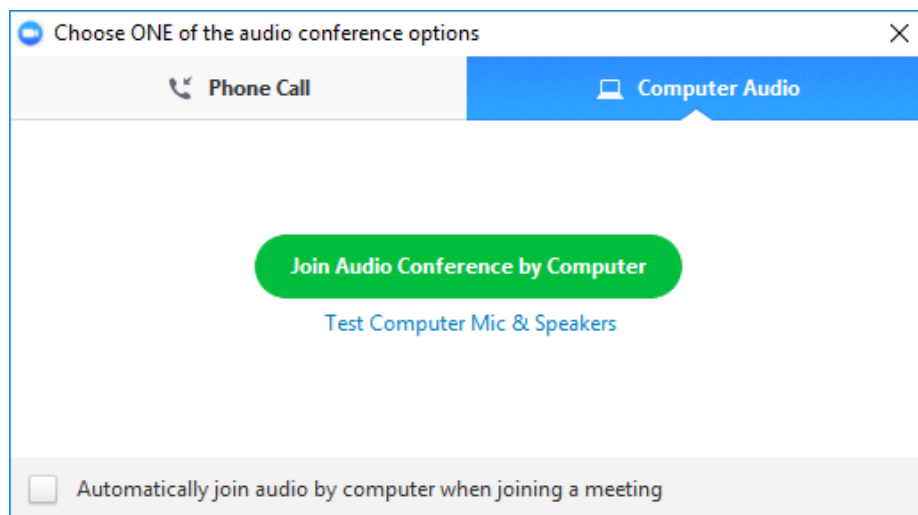 Choose ONE of the audio conference options
Phone Call
Computer Audio
Join Audio Conference by Computer
Test Computer Mic & Speakers
Automatically join audio by computer when joining a meeting